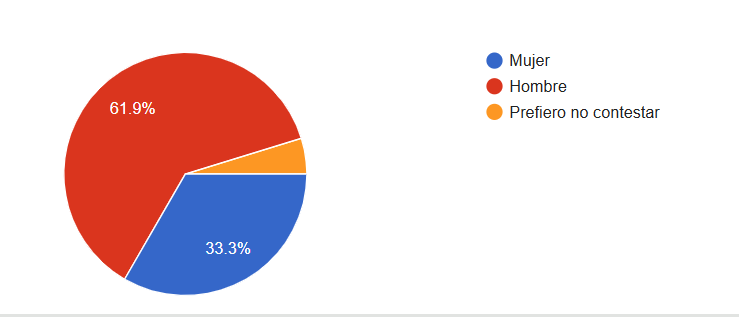 Mujer
Hombre
Prefiero no contestar
61.9%
33.3%